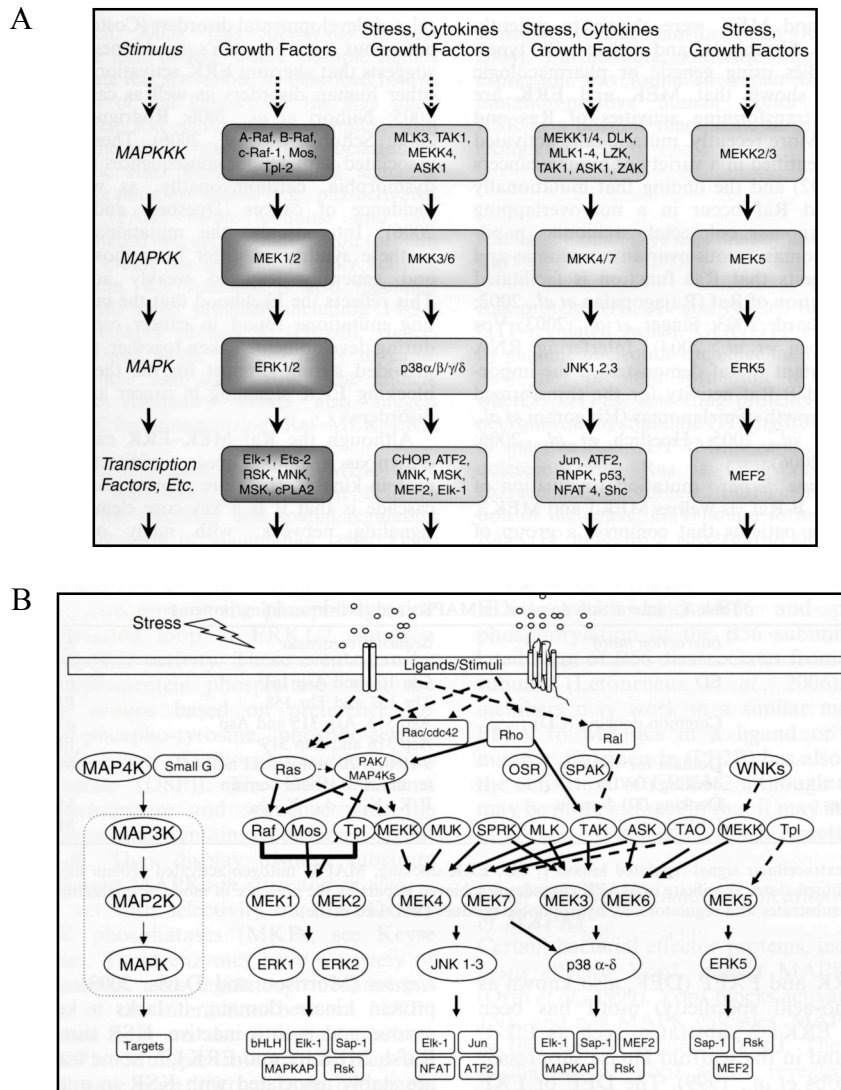 A
Stimulus
Growth Factors
Stress, Cytokines
Growth Factors
Stress, Cytokines
Growth Factors
Stress,
Growth Factors
MAPKKK
A-Raf, B-Raf,
c-Raf-1, Mos,
Tpl-2
MLK3, TAK1,
MEKK4,
ASK1
MEKK1/4, DLK,
MLK1-4, LZK,
TAK1, ASK1, ZAK
MEKK2/3
MAPKK
MEK1/2
MKK3/6
MKK4/7
MEK5
MAPK
ERK1/2
p38α/β/γ/δ
JNK1,2,3
ERK5
Transcription
Factors, Etc.
Elk-1, Ets-2
RSK, MNK,
MSK, cPLA2
CHOP, ATF2,
MNK, MSK,
MEF2, Elk-1
Jun, ATF2,
RNPK, p53,
NFAT 4, Shc
MEF2
B
Stress
Ligands/Stimuli
Rac/cdc42
Rho
Ral
MAP4K
Small G
Ras
PAK/
MAP4Ks
OSR
SPAK
WNKs
MAP3K
Raf
Mos
Tpl
MEKK
MUK
SPRK
MLK
TAK
ASK
TAO
MEKK
Tpl
MAP2K
MEK1
MEK2
MEK4
MEK7
MEK3
MEK6
MEK5
MAPK
ERK1
ERK2
JNK 1-3
p38 α-δ
ERK5
Targets
bHLH
Elk-1
Sap-1
MAPKAP
Rsk
Elk-1
Jun
NFAT
ATF2
Elk-1
Sap-1
MEF2
MAPKAP
Rsk
Sap-1
Rsk
MEF2